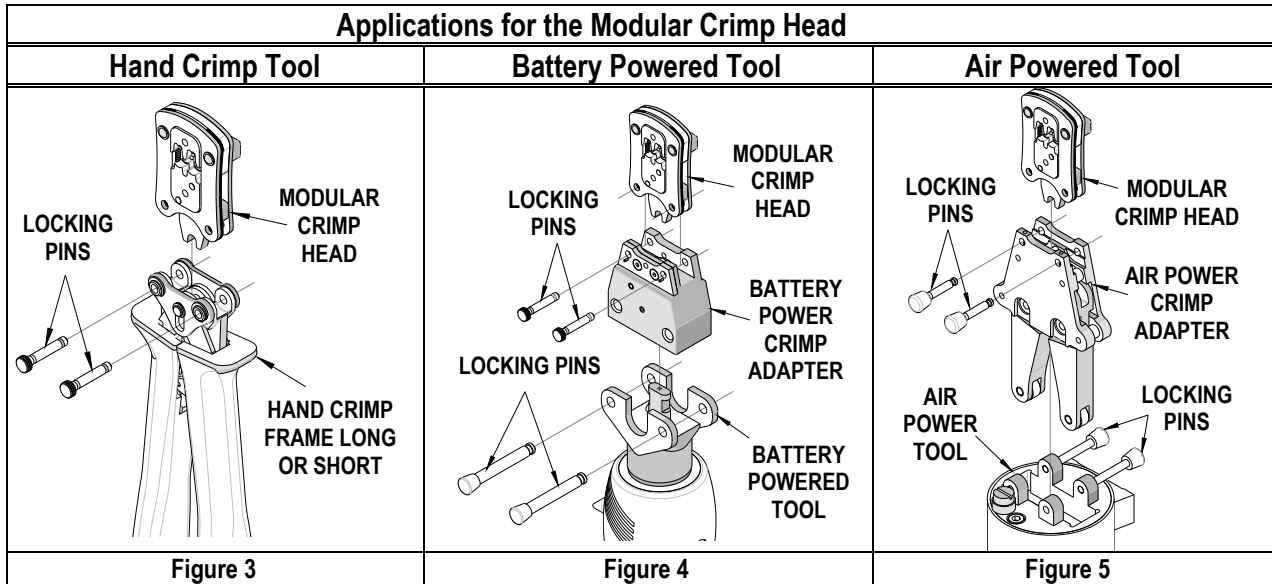 Applications for the Modular Crimp Head
Hand Crimp Tool
Battery Powered Tool
Air Powered Tool
LOCKING
PINS
MODULAR
CRIMP
HEAD
HAND CRIMP
FRAME LONG
OR SHORT
MODULAR
CRIMP
HEAD
LOCKING
PINS
BATTERY
POWER
CRIMP
ADAPTER
LOCKING PINS
BATTERY
POWERED
TOOL
LOCKING
PINS
MODULAR
CRIMP HEAD
AIR POWER
CRIMP
ADAPTER
AIR
POWER
TOOL
LOCKING
PINS
Figure 3
Figure 4
Figure 5